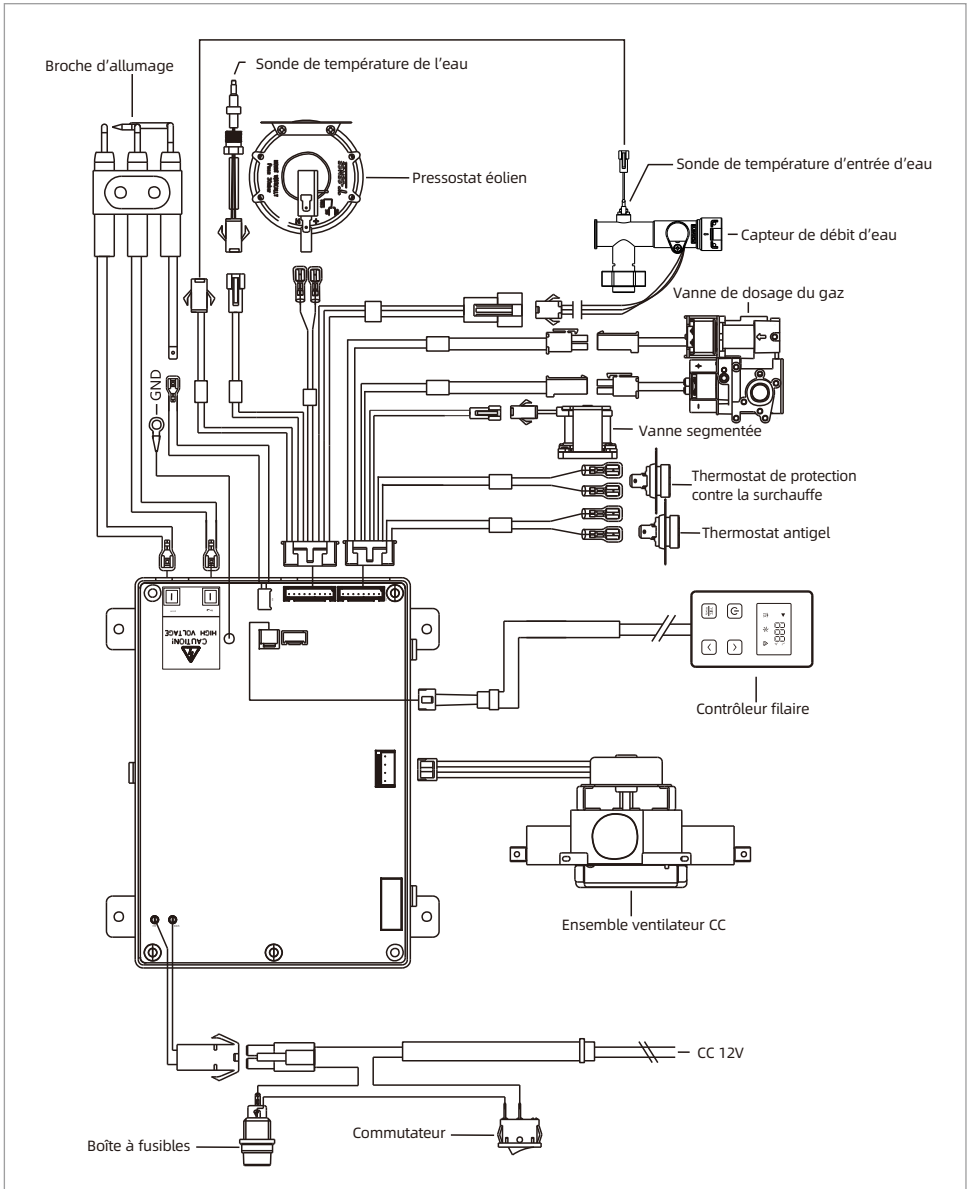 Broche d'allumage
Sonde de température de l'eau
Pressostat éolien
Sonde de température d'entrée d'eau
Capteur de débit d'eau
Vanne de dosage du gaz
GND
Vanne segmentée
Thermostat de protection
contre la surchauffe
Thermostat antigel
CAUTION!
HIGH VOLTAGE
Contrôleur filaire
Ensemble ventilateur CC
CC 12V
Boîte à fusibles
Commutateur